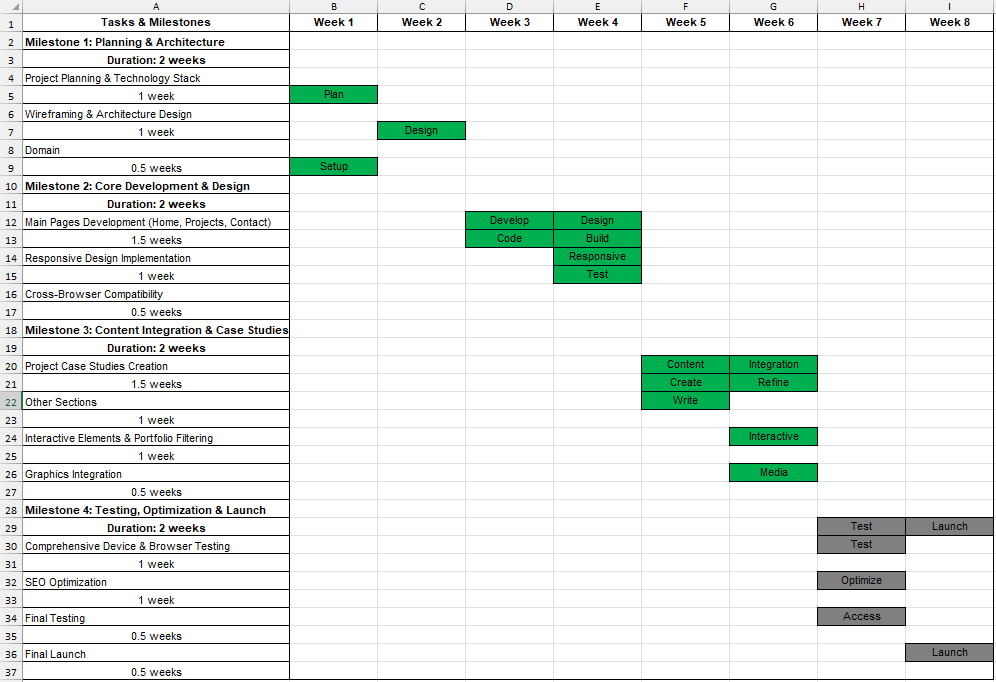 A B C D E F G H I
1 Tasks & Milestones Week 1 Week 2 Week 3 Week 4 Week 5 Week 6 Week 7 Week 8
2 Milestone 1: Planning & Architecture
3 Duration: 2 weeks
4 Project Planning & Technology Stack
5 1 week Plan
6 Wireframing & Architecture Design
7 1 week Design
8 Domain
9 0.5 weeks Setup
10 Milestone 2: Core Development & Design
11 Duration: 2 weeks
12 Main Pages Development (Home, Projects, Contact) Develop Design
13 1.5 weeks Code Build
14 Responsive Design Implementation Responsive
15 1 week Test
16 Cross-Browser Compatibility
17 0.5 weeks
18 Milestone 3: Content Integration & Case Studies
19 Duration: 2 weeks
20 Project Case Studies Creation Content Integration
21 1.5 weeks Create Refine
22 Other Sections Write
23 1 week
24 Interactive Elements & Portfolio Filtering Interactive
25 1 week
26 Graphics Integration Media
27 0.5 weeks
28 Milestone 4: Testing, Optimization & Launch
29 Duration: 2 weeks Test Launch
30 Comprehensive Device & Browser Testing Test
31 1 week
32 SEO Optimization Optimize
33 1 week
34 Final Testing Access
35 0.5 weeks
36 Final Launch Launch
37 0.5 weeks